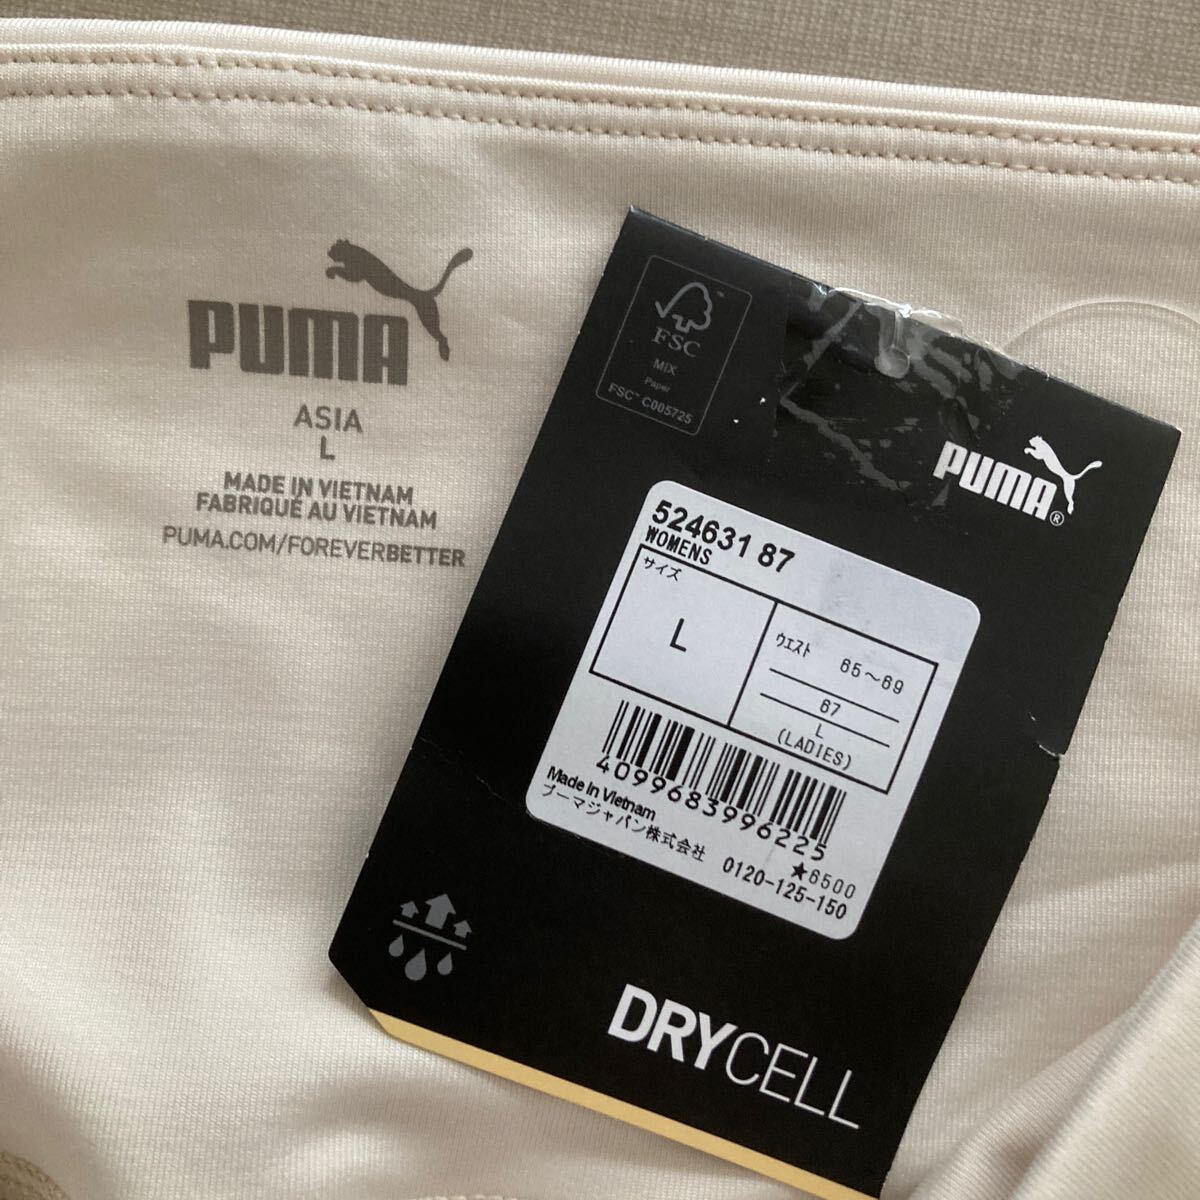 PUMA
ASIA
L
MADE IN VIETNAM
FABRIQUÉ AU VIETNAM
PUMA.COM/FOREVERBETTER
FSC™
MIX
Paper
FSC™ C005725
PUMA®
524631 87
WOMENS
サイズ
L
ウエスト 65～69
67
L
(LADIES)
4099683996225
Made in Vietnam
★6500
プーマジャパン株式会社 0120-125-150
DRYCELL